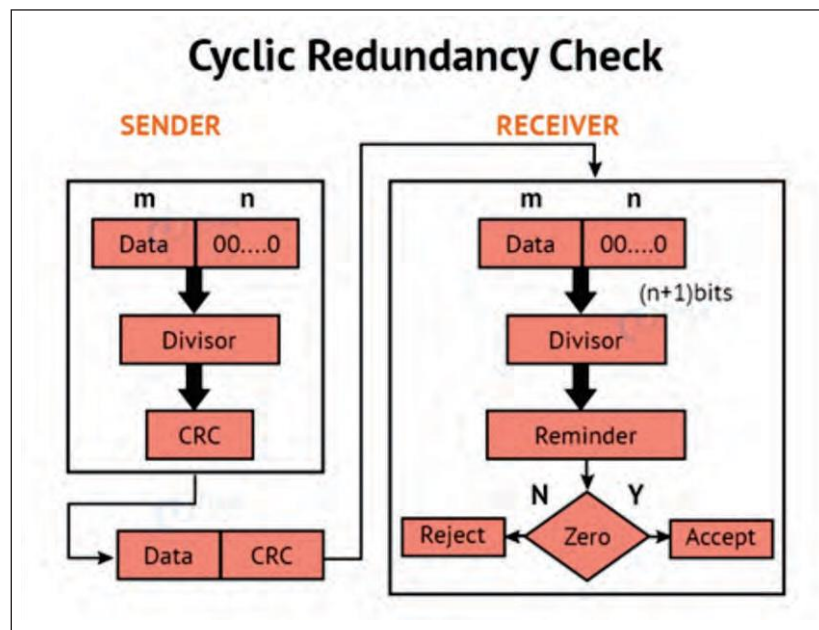 Cyclic Redundancy Check
SENDER
m n
Data 00....0
Divisor
CRC
Data CRC
RECEIVER
m n
Data 00....0
(n+1)bits
Divisor
Reminder
N Y
Reject Zero Accept